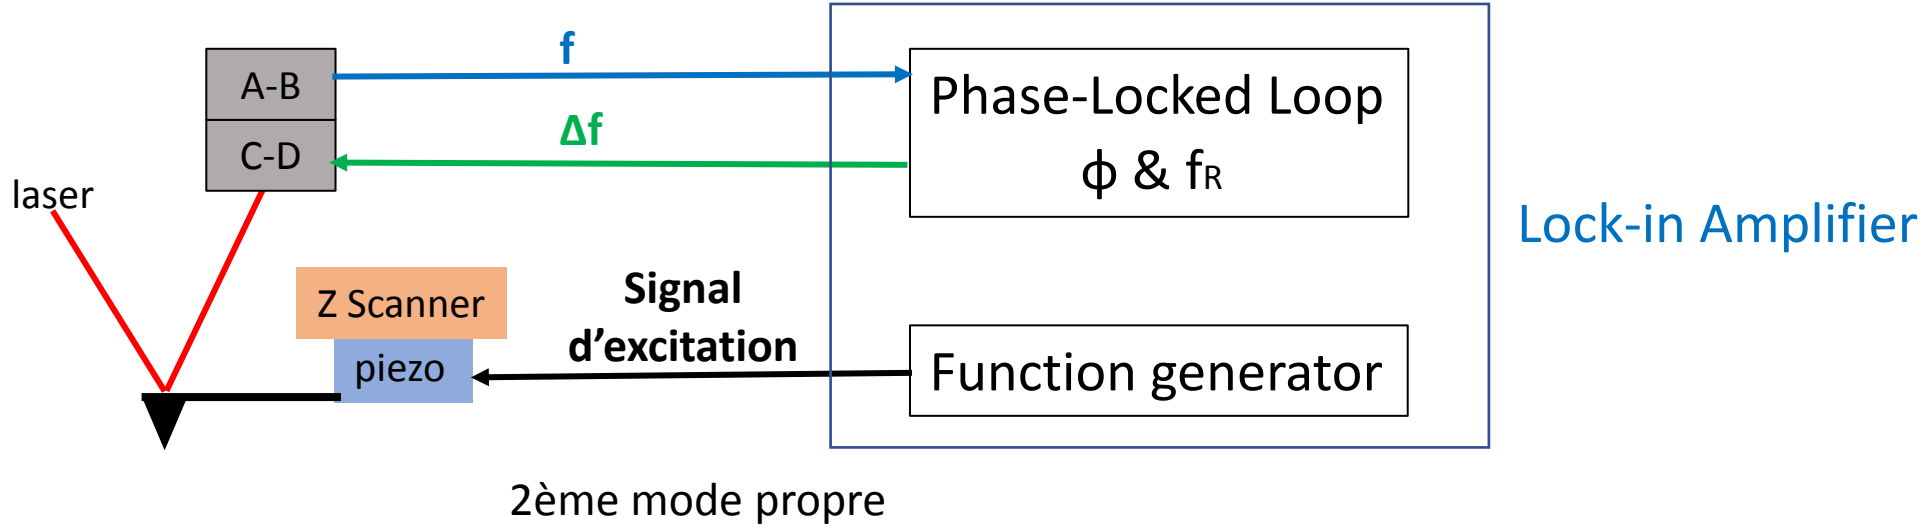 f
A-B
Phase-Locked Loop
Δf
C-D
ϕ & fR
laser
Lock-in Amplifier
Z Scanner
Signal
d’excitation
piezo
Function generator
2ème mode propre